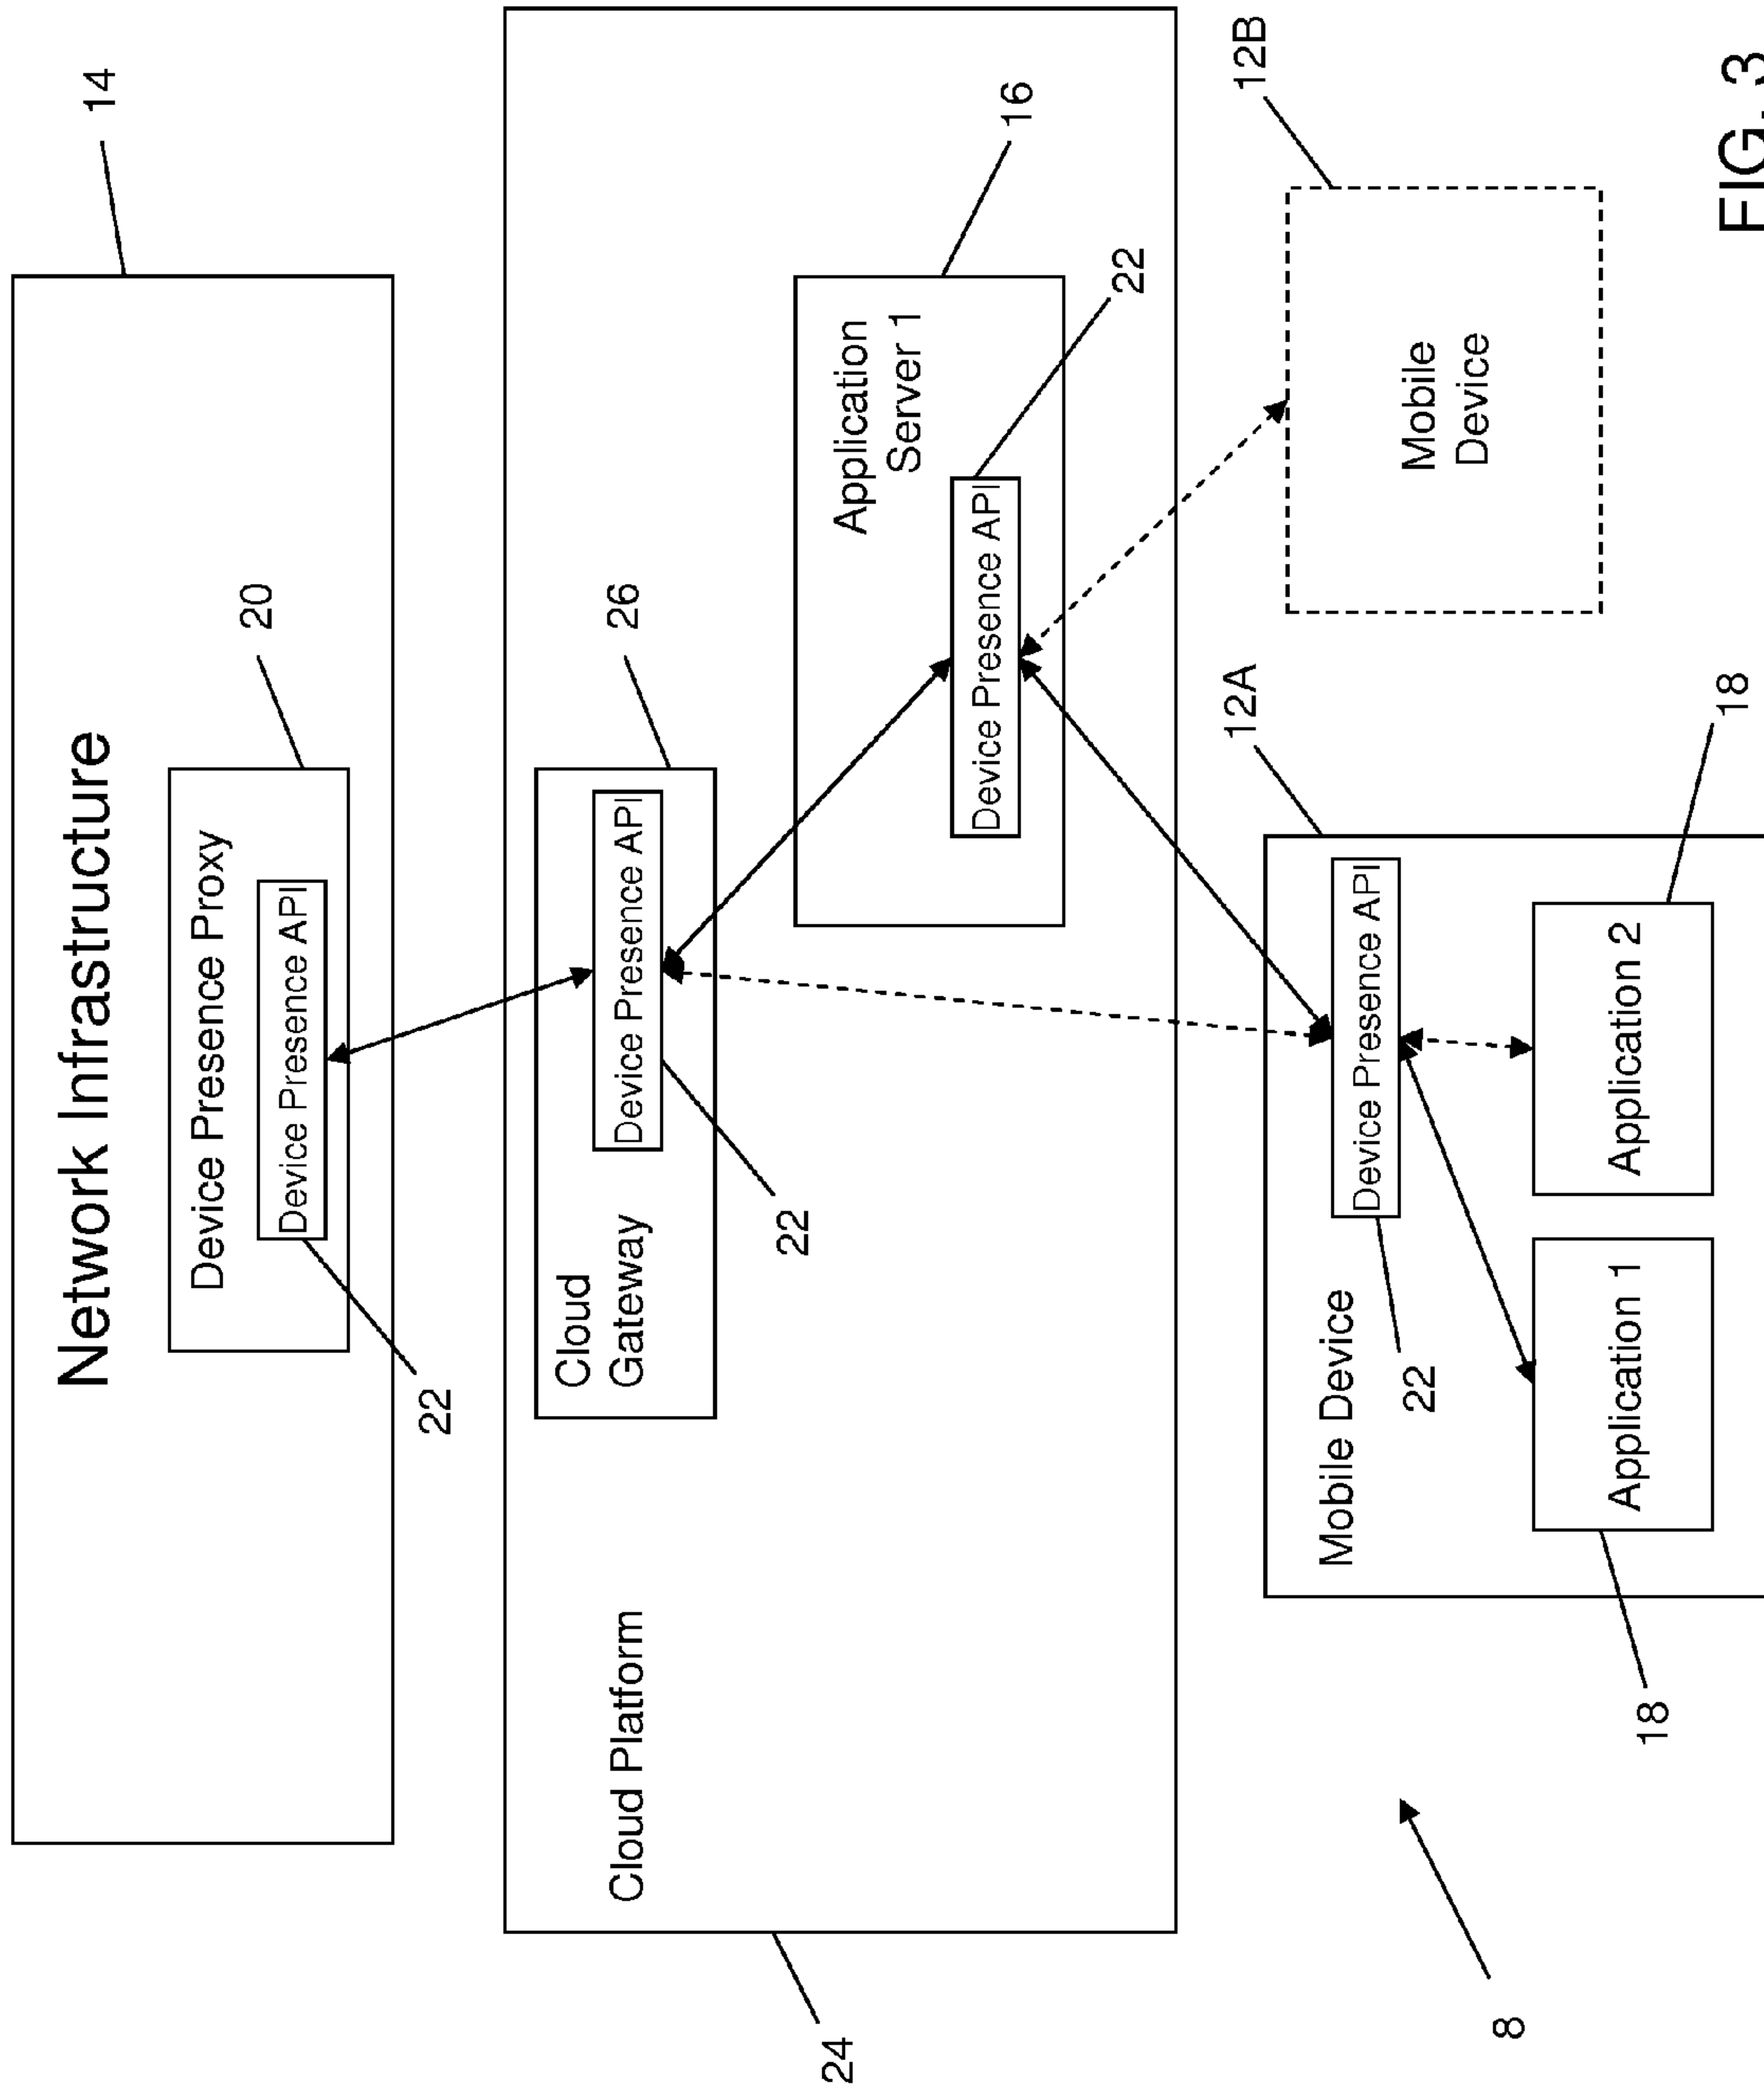 Network Infrastructure
14
Device Presence Proxy
20
Device Presence API
22
Cloud Platform
24
Cloud
Gateway
26
Device Presence API
22
Application
Server 1
16
Device Presence API
22
Mobile Device
12A
Device Presence API
22
Application 1
18
Application 2
18
Mobile
Device
12B
8
FIG. 3